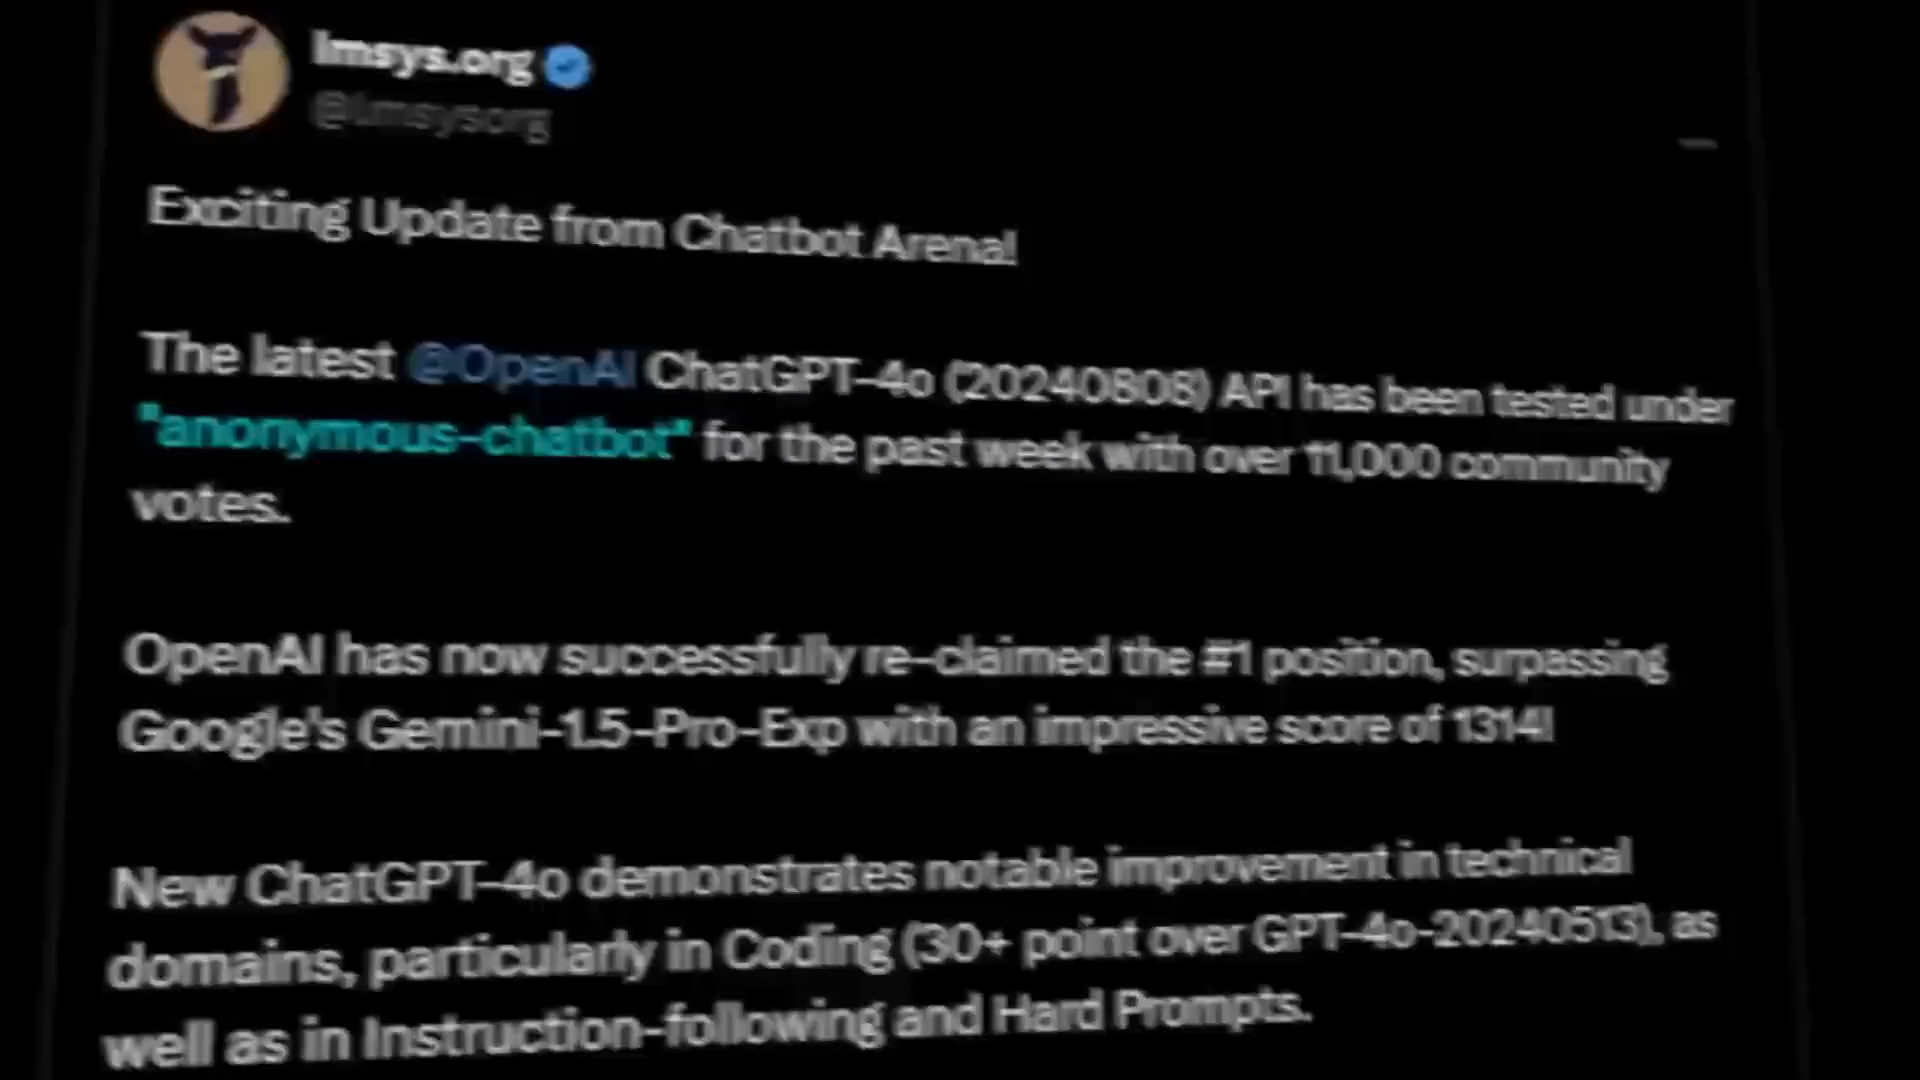 lmsys.org
@lmsysorg
Exciting Update from Chatbot Arena!
The latest @OpenAI ChatGPT-4o (20240808) API has been tested under
"anonymous-chatbot" for the past week with over 11,000 community
votes.
OpenAI has now successfully re-claimed the #1 position, surpassing
Google's Gemini-1.5-Pro-Exp with an impressive score of 1314!
New ChatGPT-4o demonstrates notable improvement in technical
domains, particularly in Coding (30+ point over GPT-4o-20240513), as
well as in Instruction-following and Hard Prompts.